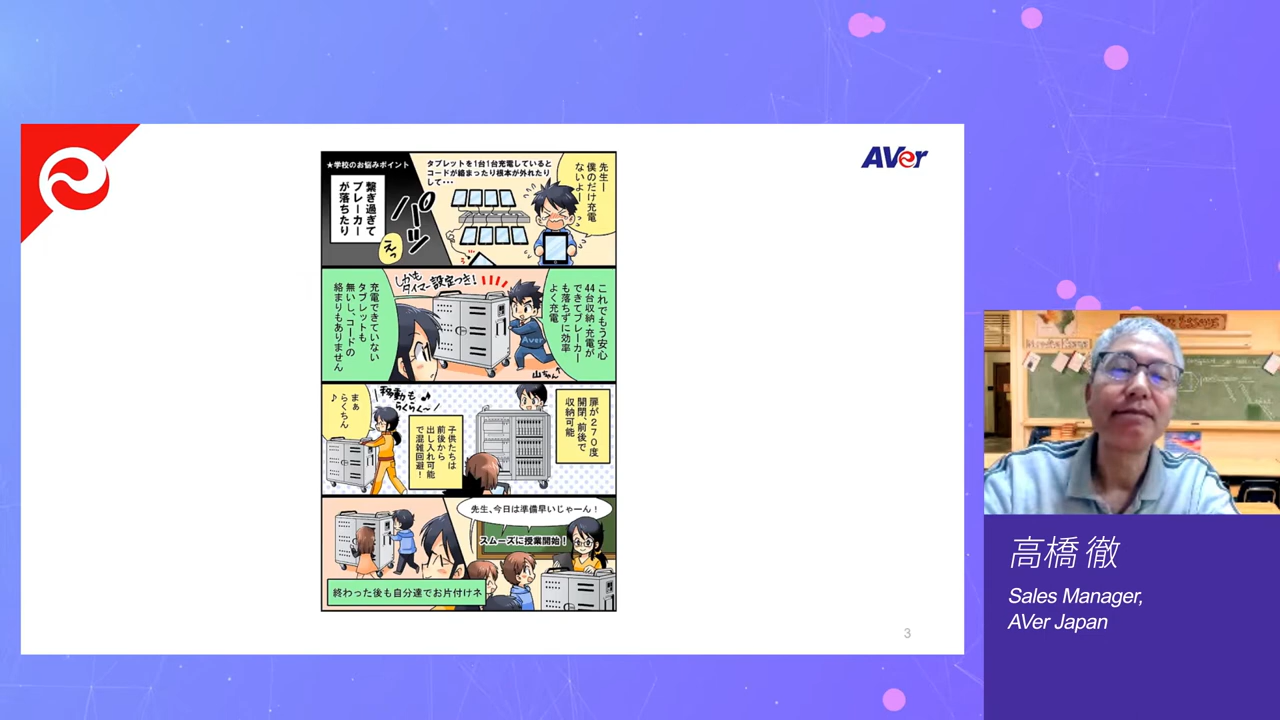 AVer
★学校のお悩みポイント
タブレットを1台1台充電していると
コードが絡まったり根本が外れたり
して・・・
先生ー
僕のだけ充電
ないよー
繋ぎ過ぎて
ブレーカー
が落ちたり
パッ
えっ
これでもう安心
44台収納・充電が
できてブレーカー
も落ちずに効率
よく充電
しかも
タイマー設定つき!
山ちゃん
充電できていない
タブレットも
無いし、コードの
絡まりもありません
扉が270度
開閉、前後で
収納可能
移動も
らくらく〜♪
子供たちは
前後から
出し入れ可能
で混雑回避!
まぁ
らくちん
♪
先生、今日は準備早いじゃーん!
スムーズに授業開始!
終わった後も自分達でお片付けネ
3
高橋 徹
Sales Manager,
AVer Japan